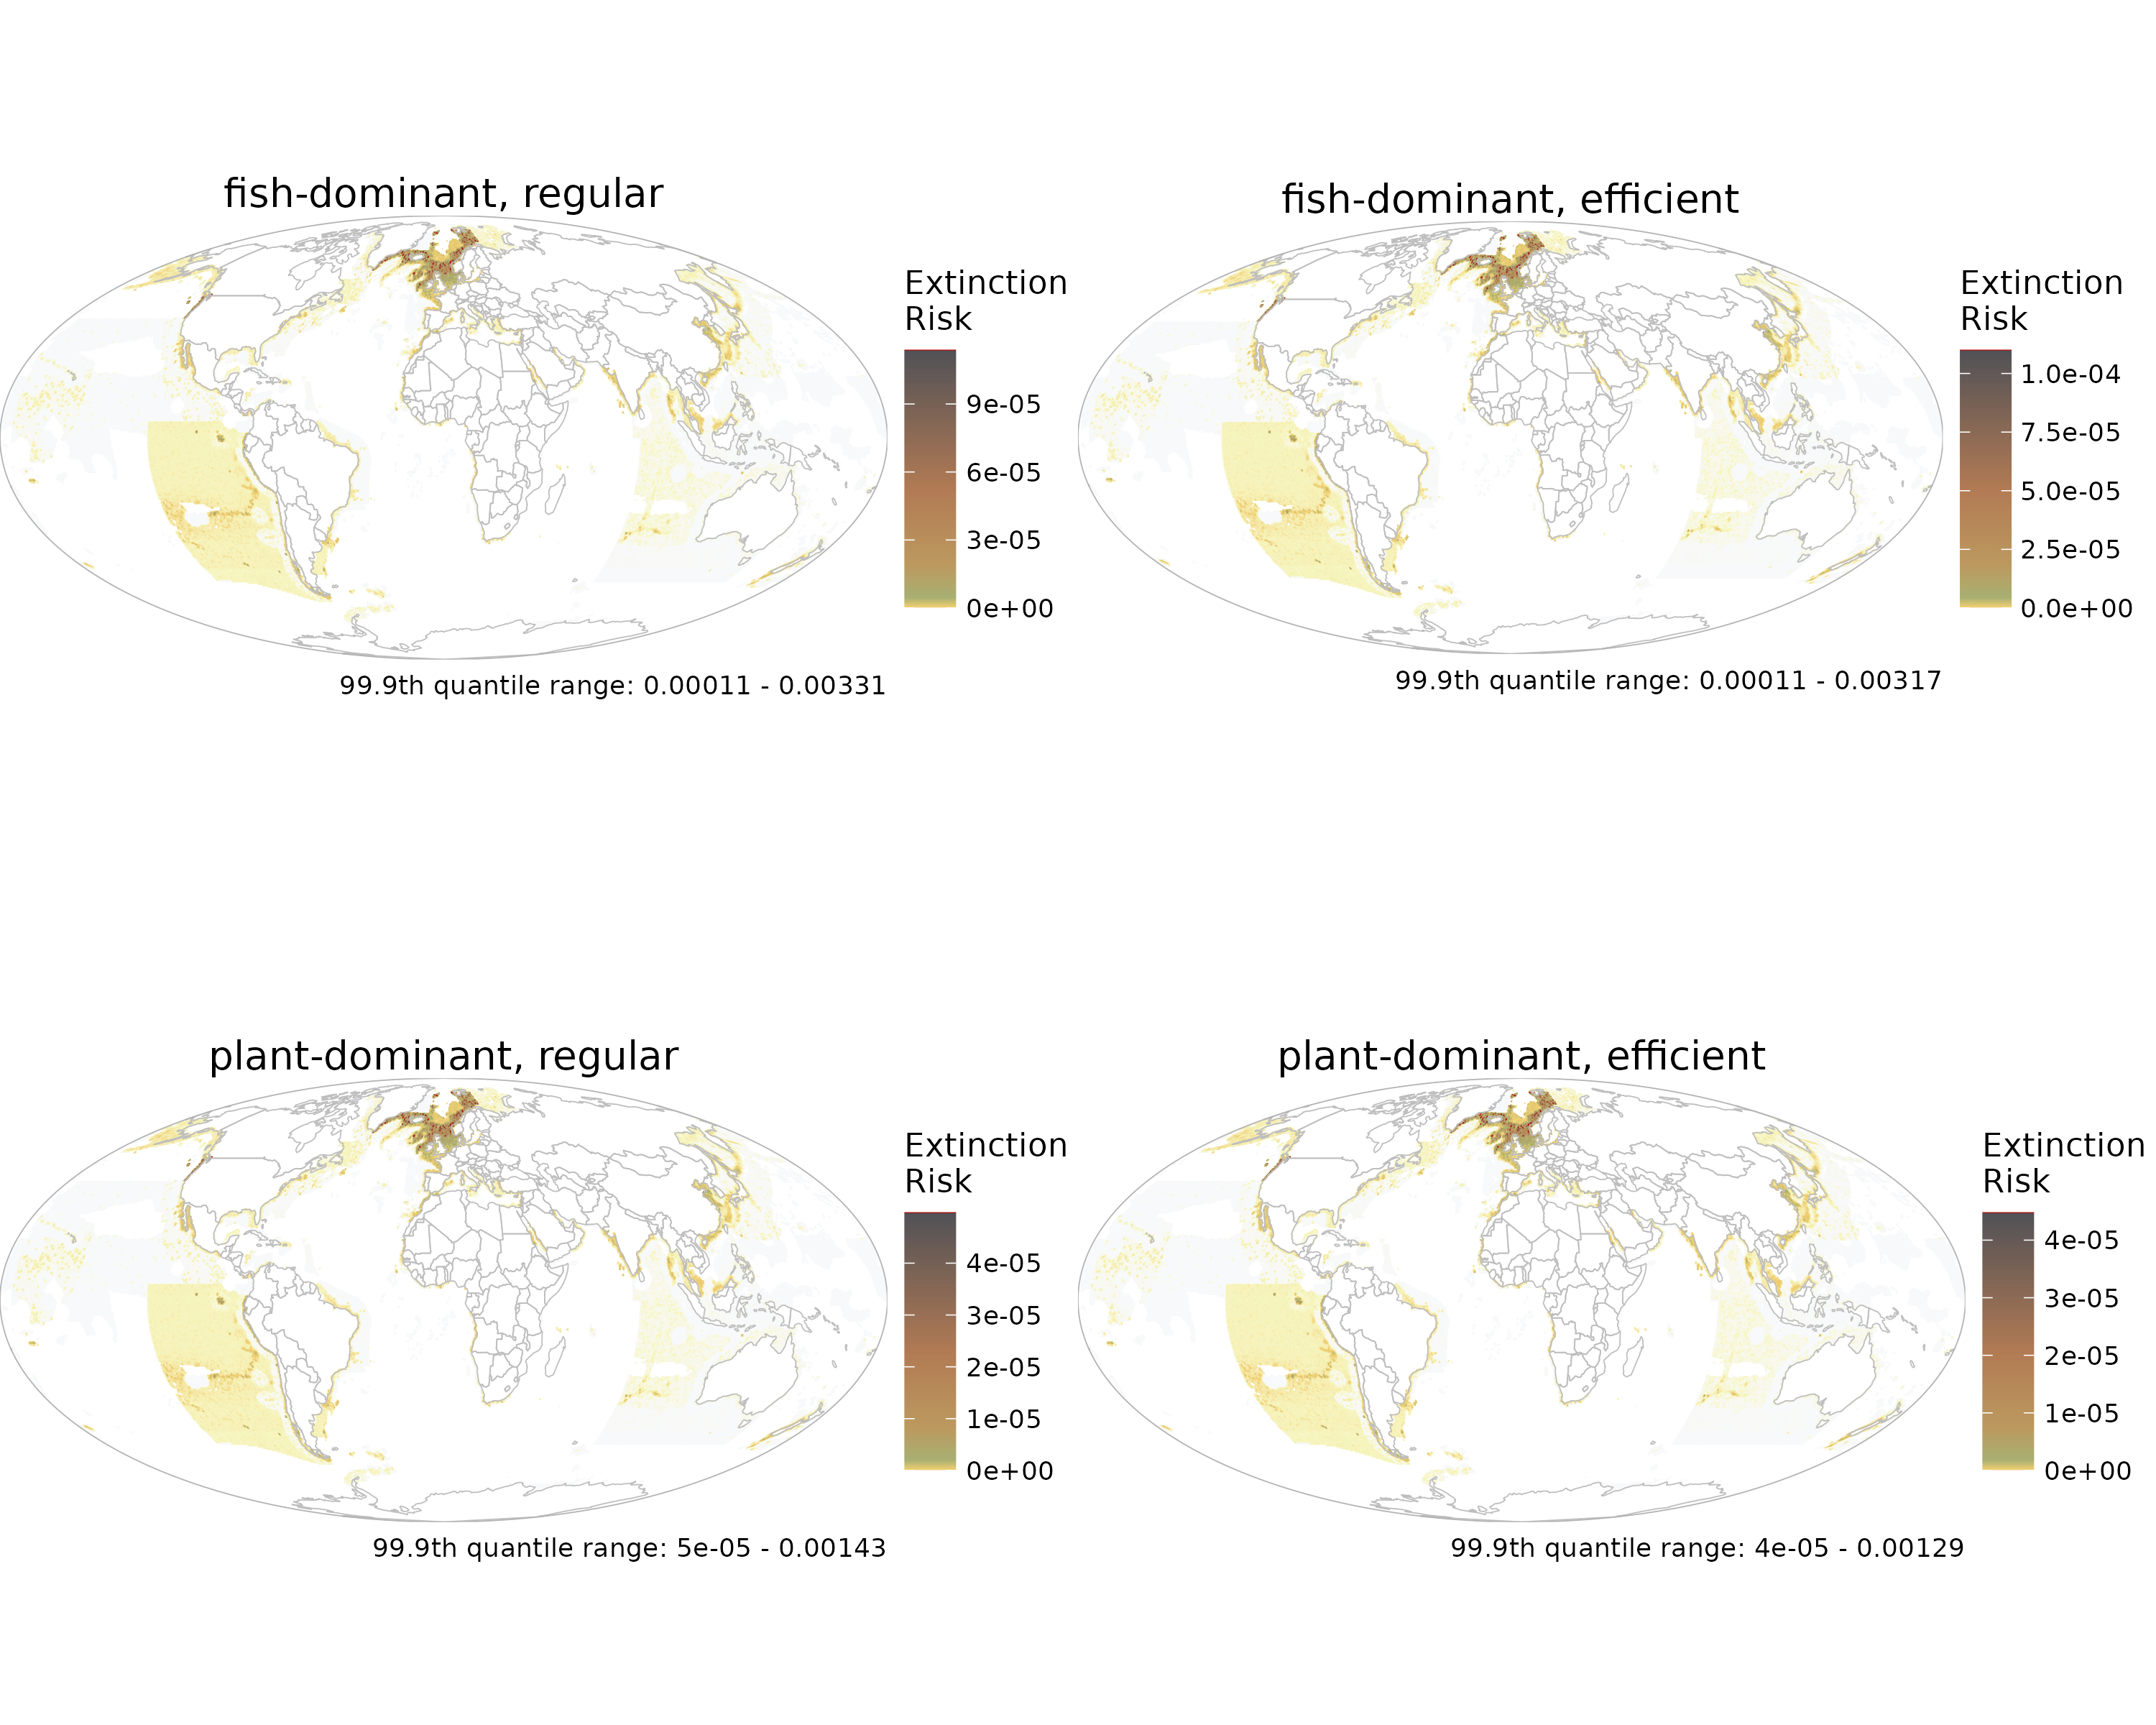 fish-dominant, regular
Extinction
Risk
9e-05
6e-05
3e-05
0e+00
99.9th quantile range: 0.00011 - 0.00331
fish-dominant, efficient
Extinction
Risk
1.0e-04
7.5e-05
5.0e-05
2.5e-05
0.0e+00
99.9th quantile range: 0.00011 - 0.00317
plant-dominant, regular
Extinction
Risk
4e-05
3e-05
2e-05
1e-05
0e+00
99.9th quantile range: 5e-05 - 0.00143
plant-dominant, efficient
Extinction
Risk
4e-05
3e-05
2e-05
1e-05
0e+00
99.9th quantile range: 4e-05 - 0.00129